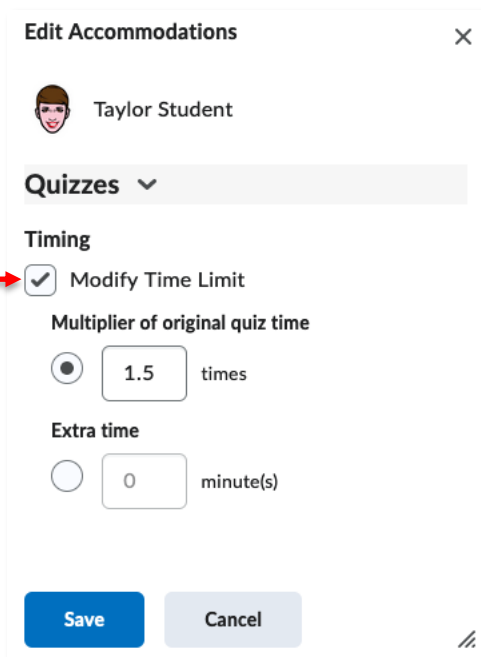 Edit Accommodations
Taylor Student
Quizzes
Timing
Modify Time Limit
Multiplier of original quiz time
1.5 times
Extra time
0 minute(s)
Save Cancel